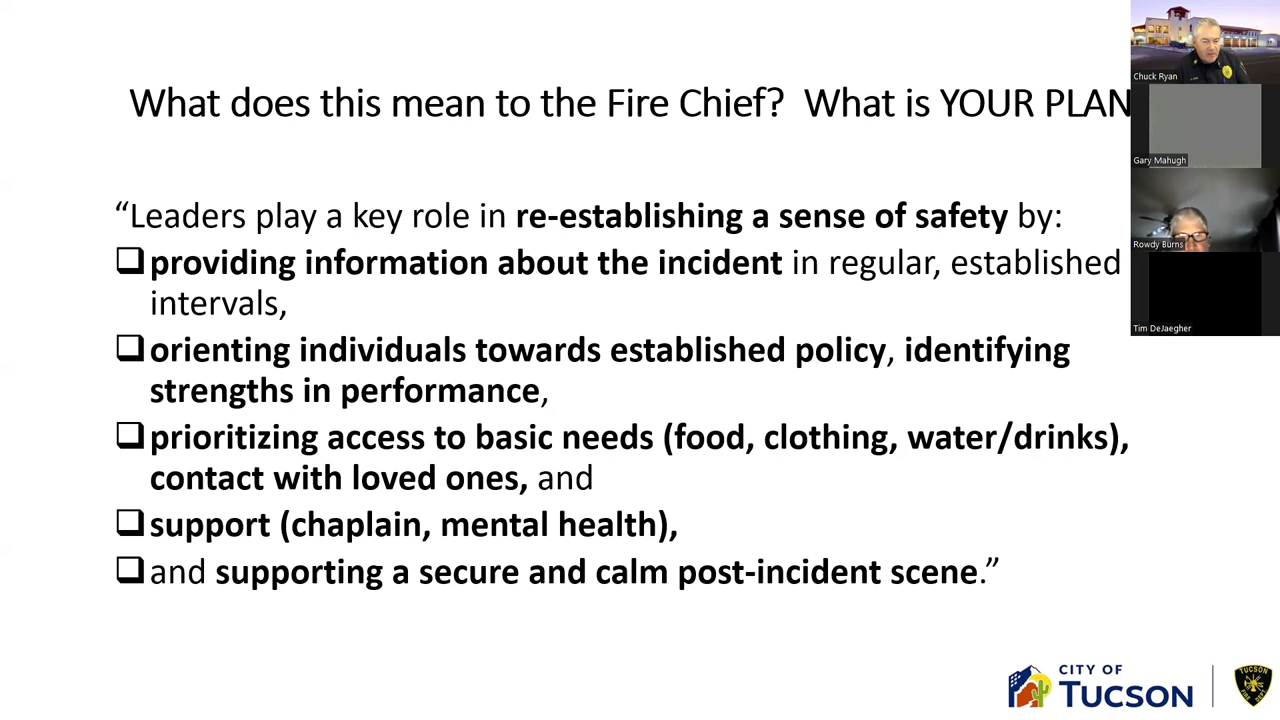 What does this mean to the Fire Chief?  What is YOUR PLAN
“Leaders play a key role in re-establishing a sense of safety by:
providing information about the incident in regular, established
intervals,
orienting individuals towards established policy, identifying
strengths in performance,
prioritizing access to basic needs (food, clothing, water/drinks),
contact with loved ones, and
support (chaplain, mental health),
and supporting a secure and calm post-incident scene.”
Chuck Ryan
Gary Mahugh
Rowdy Burns
Tim DeJaegher
CITY OF
TUCSON
TUCSON
FIRE DEPT